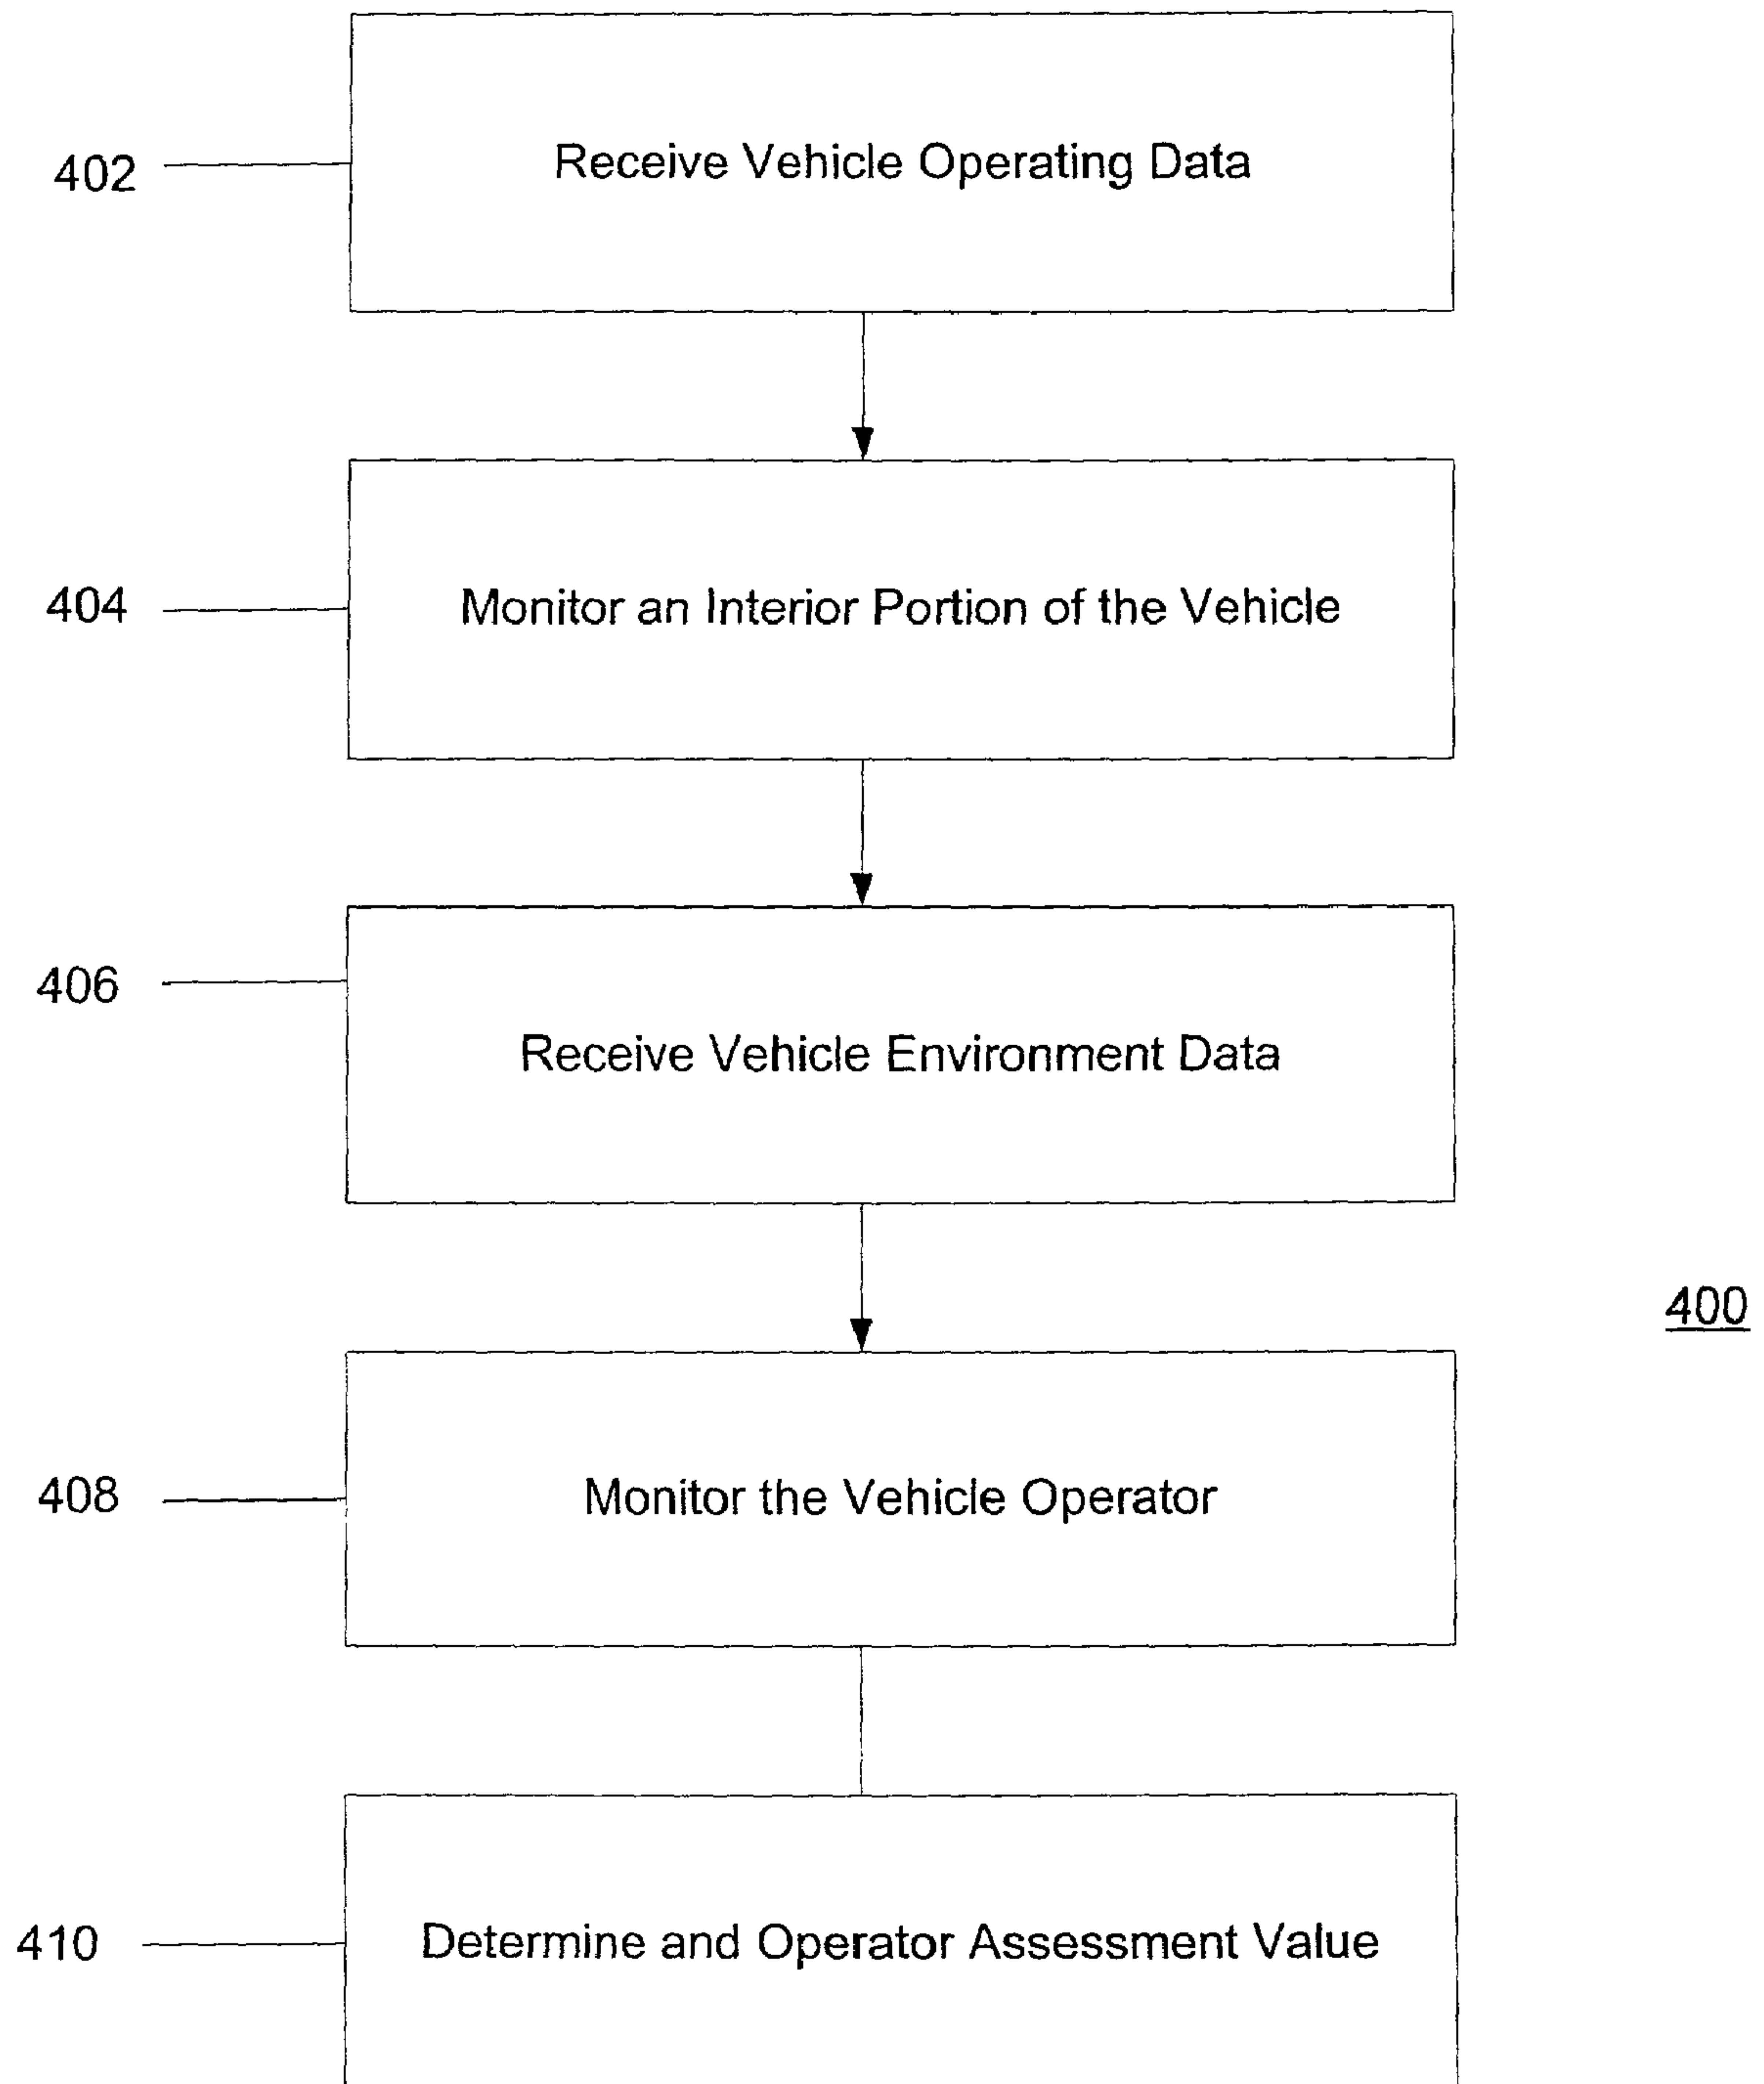 402
Receive Vehicle Operating Data
404
Monitor an Interior Portion of the Vehicle
406
Receive Vehicle Environment Data
400
408
Monitor the Vehicle Operator
410
Determine and Operator Assessment Value